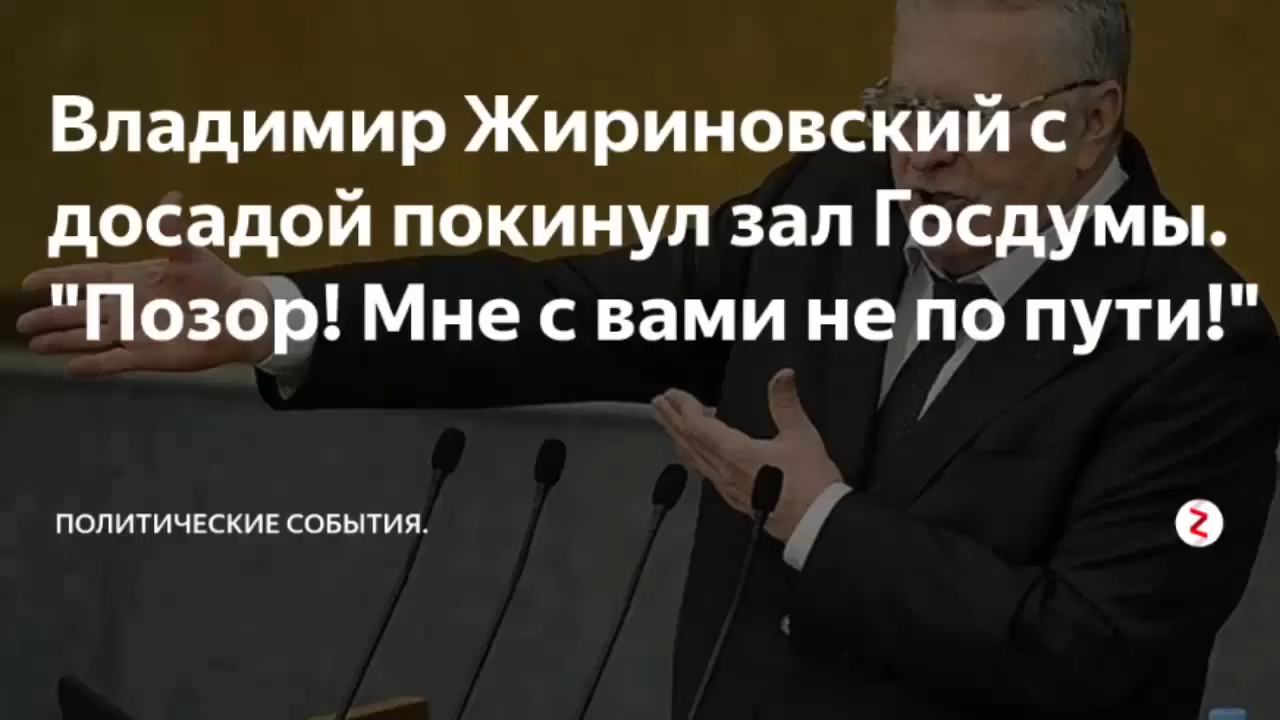 Владимир Жириновский с
досадой покинул зал Госдумы.
"Позор! Мне с вами не по пути!"
ПОЛИТИЧЕСКИЕ СОБЫТИЯ.
Z